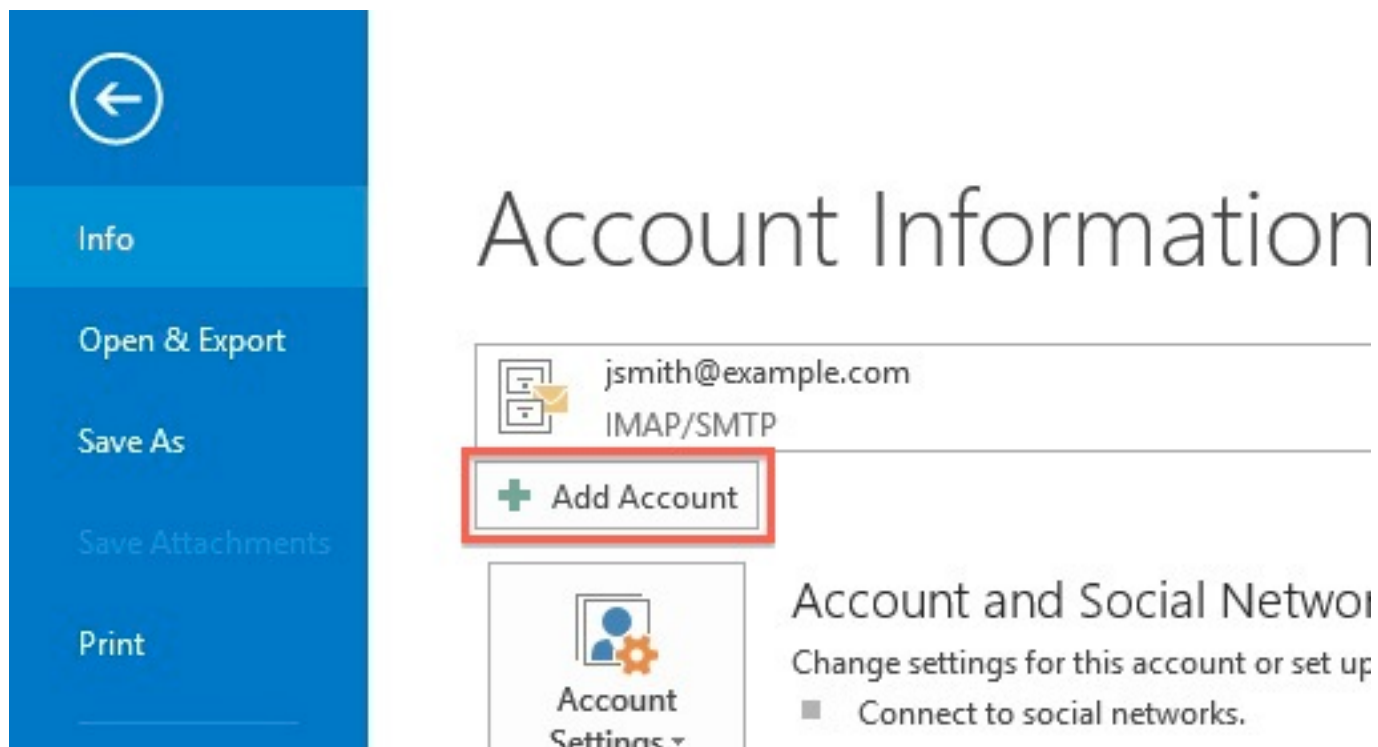 Info
Open & Export
Save As
Save Attachments
Print
Account Information
jsmith@example.com
IMAP/SMTP
Add Account
Account
Settings
Account and Social
Change settings for this account or set up
Connect to social networks.